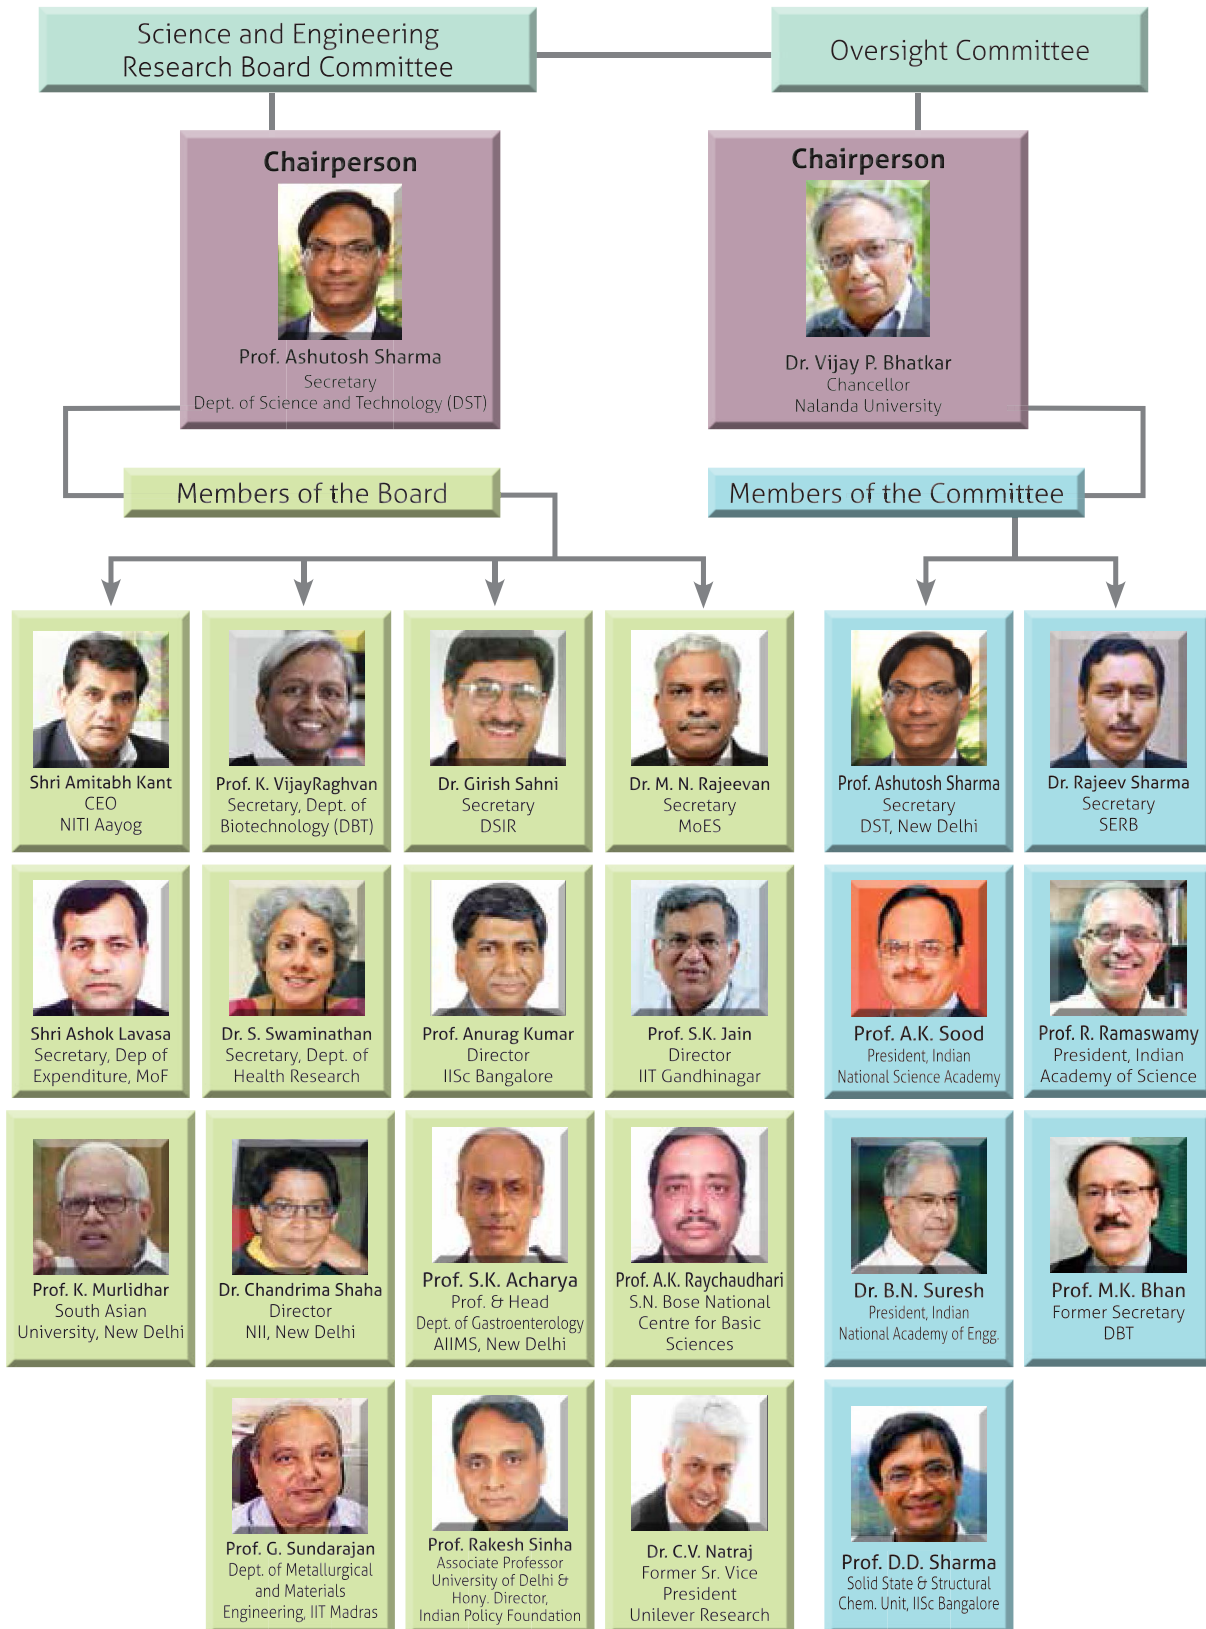 Science and Engineering
Research Board Committee
Oversight Committee
Chairperson
Prof. Ashutosh Sharma
Secretary
Dept. of Science and Technology (DST)
Chairperson
Dr. Vijay P. Bhatkar
Chancellor
Nalanda University
Members of the Board
Members of the Committee
Shri Amitabh Kant
CEO
NITI Aayog
Prof. K. VijayRaghvan
Secretary, Dept. of
Biotechnology (DBT)
Dr. Girish Sahni
Secretary
DSIR
Dr. M. N. Rajeevan
Secretary
MoES
Prof. Ashutosh Sharma
Secretary
DST, New Delhi
Dr. Rajeev Sharma
Secretary
SERB
Shri Ashok Lavasa
Secretary, Dep of
Expenditure, MoF
Dr. S. Swaminathan
Secretary, Dept. of
Health Research
Prof. Anurag Kumar
Director
IISc Bangalore
Prof. S.K. Jain
Director
IIT Gandhinagar
Prof. A.K. Sood
President, Indian
National Science Academy
Prof. R. Ramaswamy
President, Indian
Academy of Science
Prof. K. Murlidhar
South Asian
University, New Delhi
Dr. Chandrima Shaha
Director
NII, New Delhi
Prof. S.K. Acharya
Prof. & Head
Dept. of Gastroenterology
AIIMS, New Delhi
Prof. A.K. Raychaudhari
S.N. Bose National
Centre for Basic
Sciences
Dr. B.N. Suresh
President, Indian
National Academy of Engg.
Prof. M.K. Bhan
Former Secretary
DBT
Prof. G. Sundarajan
Dept. of Metallurgical
and Materials
Engineering, IIT Madras
Prof. Rakesh Sinha
Associate Professor
University of Delhi &
Hony. Director,
Indian Policy Foundation
Dr. C.V. Natraj
Former Sr. Vice
President
Unilever Research
Prof. D.D. Sharma
Solid State & Structural
Chem. Unit, IISc Bangalore